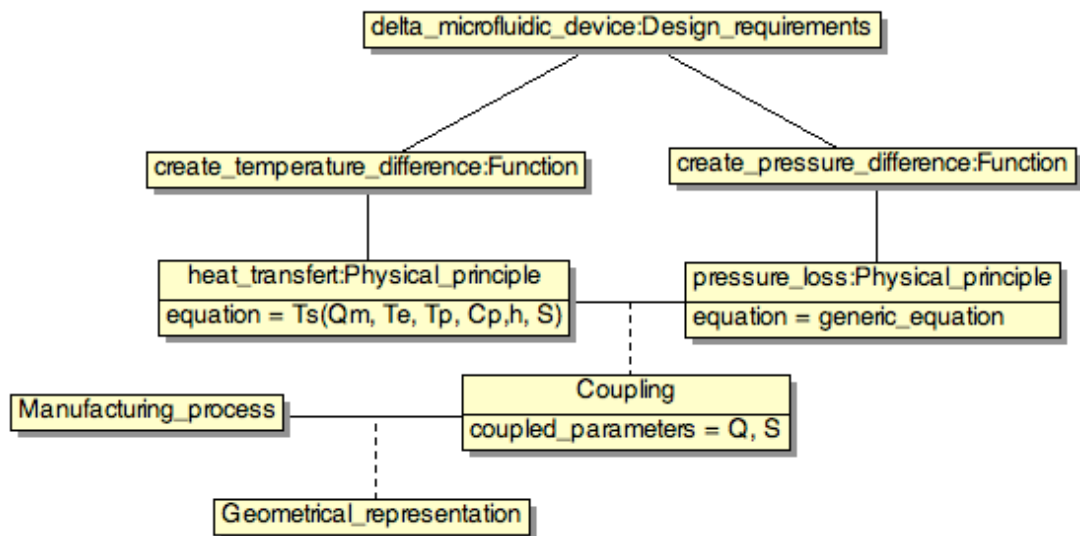 delta_microfluidic_device:Design_requirements
create_temperature_difference:Function
create_pressure_difference:Function
heat_transfert:Physical_principle
equation = Ts(Qm, Te, Tp, Cp,h, S)
pressure_loss:Physical_principle
equation = generic_equation
Coupling
coupled_parameters = Q, S
Manufacturing_process
Geometrical_representation